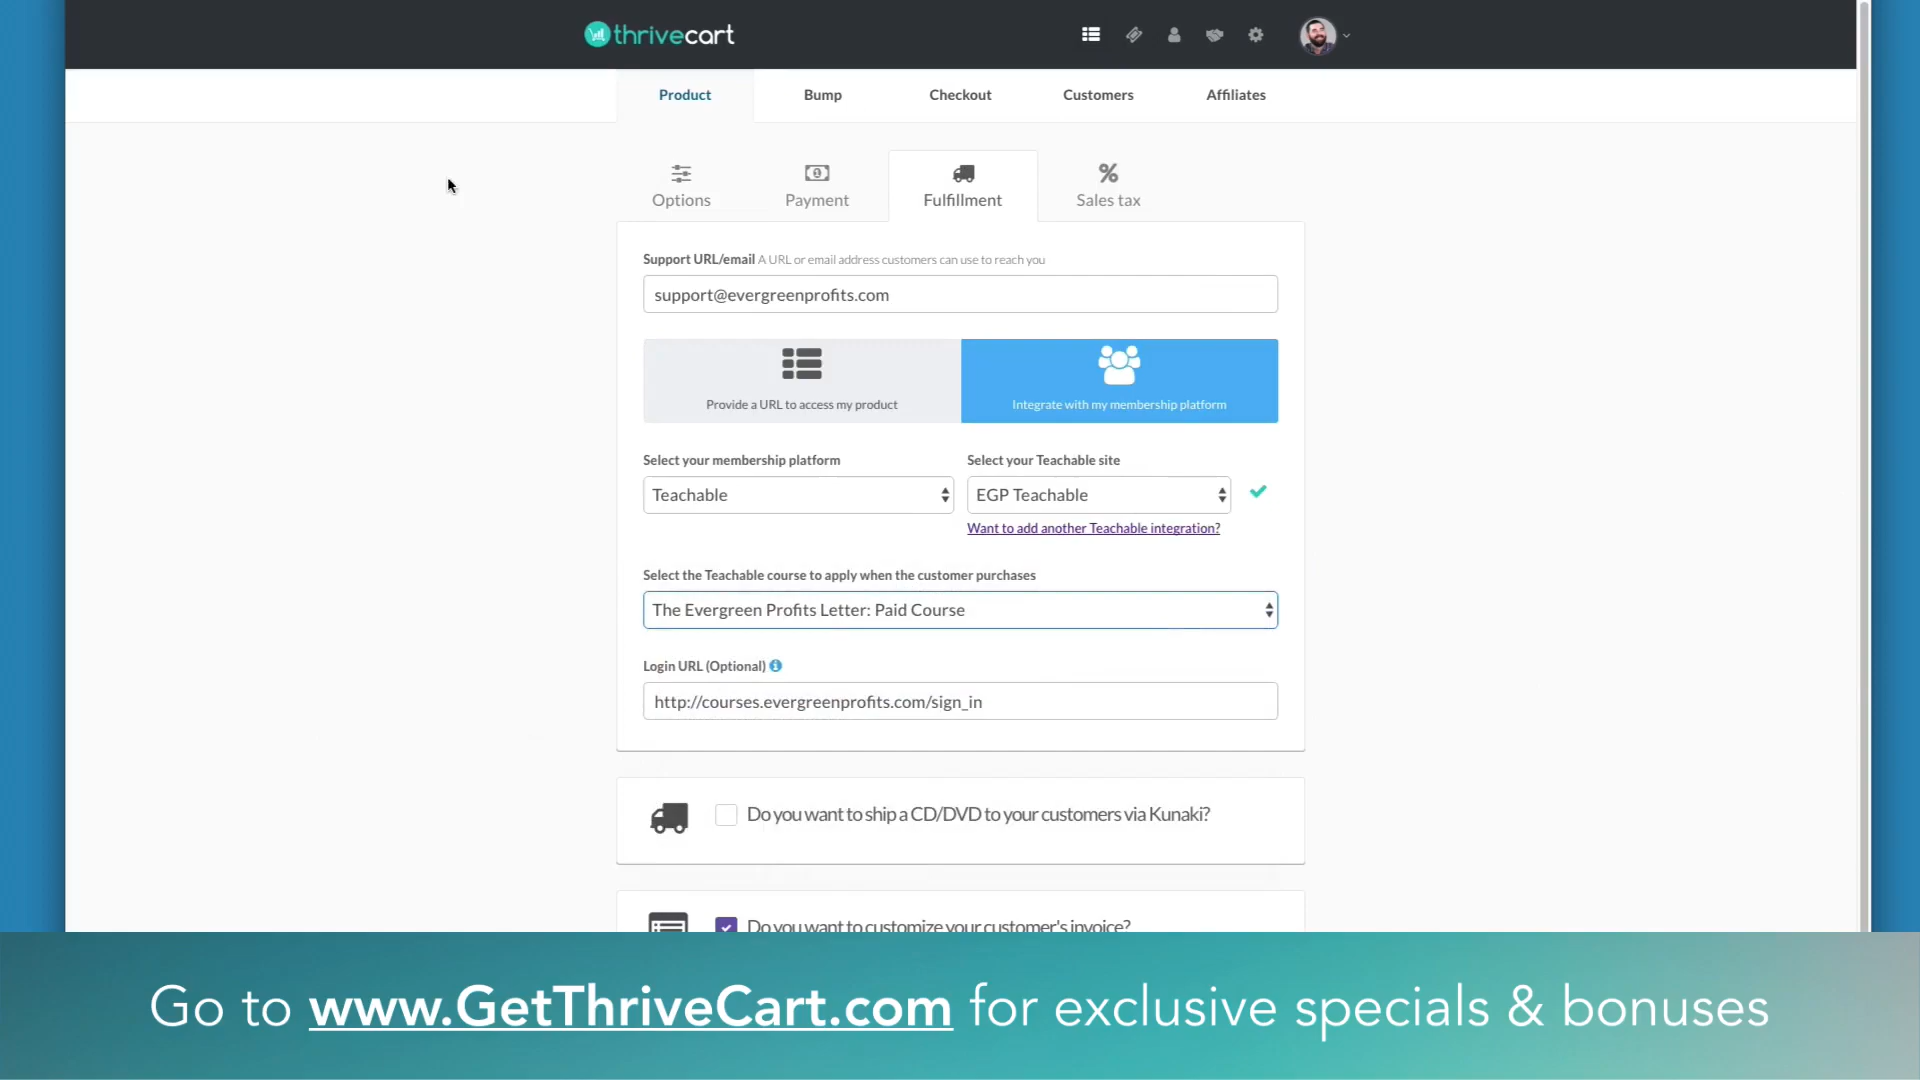 thrivecart
Product
Bump
Checkout
Customers
Affiliates
Options
Payment
Fulfillment
Sales tax
Support URL/email A URL or email address customers can use to reach you
support@evergreenprofits.com
Provide a URL to access my product
Integrate with my membership platform
Select your membership platform
Select your Teachable site
Teachable
EGP Teachable
Want to add another Teachable integration?
Select the Teachable course to apply when the customer purchases
The Evergreen Profits Letter: Paid Course
Login URL (Optional)
http://courses.evergreenprofits.com/sign_in
Do you want to ship a CD/DVD to your customers via Kunaki?
Do you want to customize your customer's invoice?
Go to www.GetThriveCart.com for exclusive specials & bonuses